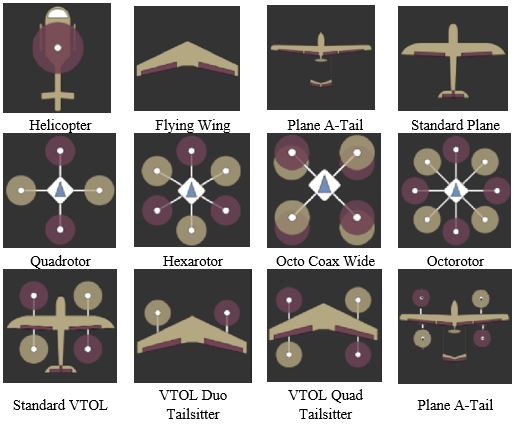 Helicopter
Flying Wing
Plane A-Tail
Standard Plane
Quadrotor
Hexarotor
Octo Coax Wide
Octorotor
Standard VTOL
VTOL Duo
Tailsitter
VTOL Quad
Tailsitter
Plane A-Tail